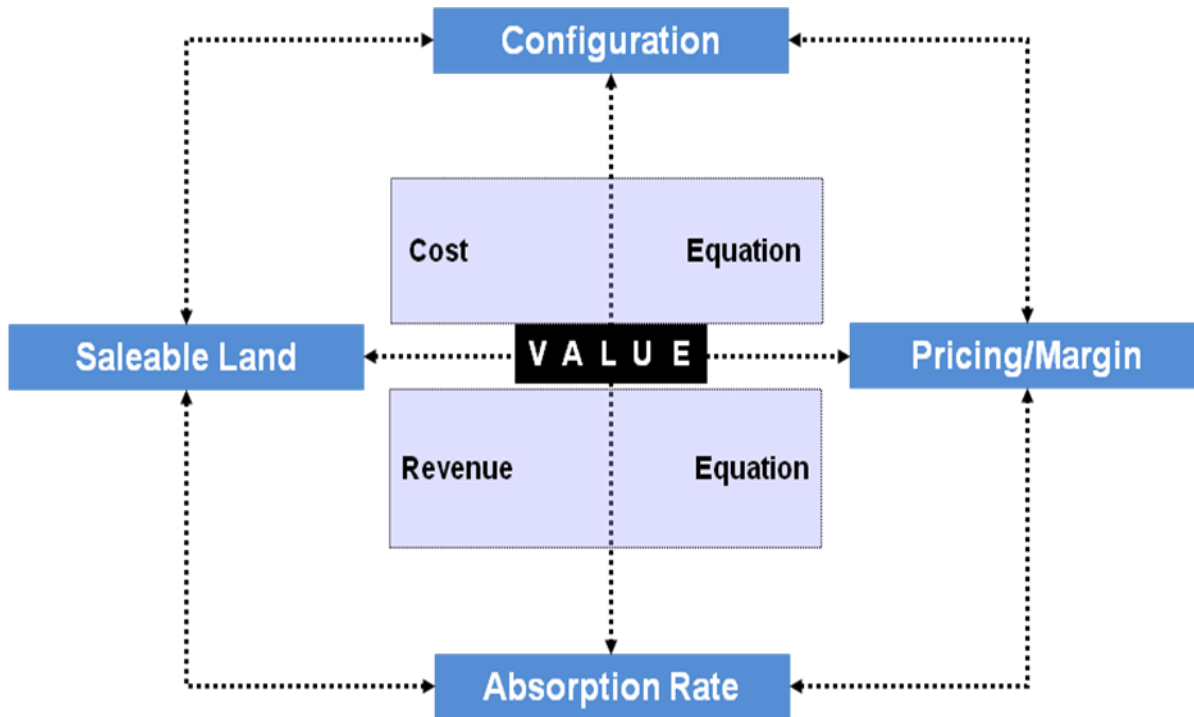 Configuration
Cost Equation
Saleable Land
V A L U E
Pricing/Margin
Revenue Equation
Absorption Rate